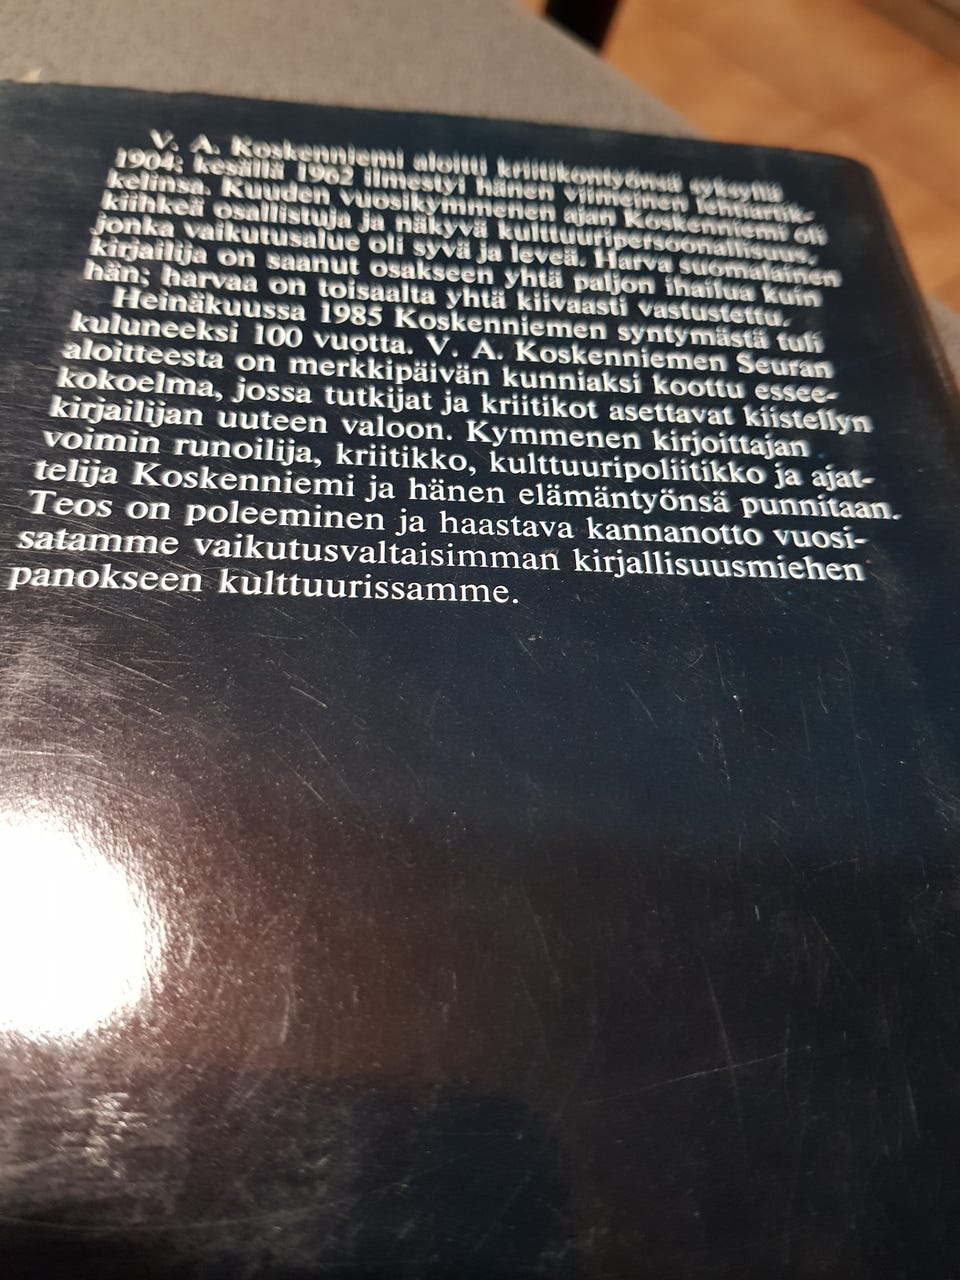 V. A. Koskenniemi aloitti kriitikontyönsä syksyllä
1904; kesällä 1962 ilmestyi hänen viimeinen lehtiartik-
kelinsa. Kuuden vuosikymmenen ajan Koskenniemi oli
kiihkeä osallistuja ja näkyvä kulttuuripersoonallisuus,
jonka vaikutusalue oli syvä ja leveä. Harva suomalainen
kirjailija on saanut osakseen yhtä paljon ihailua kuin
hän; harvaa on toisaalta yhtä kiivaasti vastustettu.
Heinäkuussa 1985 Koskenniemen syntymästä tuli
kuluneeksi 100 vuotta. V. A. Koskenniemen Seuran
aloitteesta on merkkipäivän kunniaksi koottu essee-
kokoelma, jossa tutkijat ja kriitikot asettavat kiistellyn
kirjailijan uuteen valoon. Kymmenen kirjoittajan
voimin runoilija, kriitikko, kulttuuripoliitikko ja ajat-
telija Koskenniemi ja hänen elämäntyönsä punnitaan.
Teos on poleeminen ja haastava kannanotto vuosi-
satamme vaikutusvaltaisimman kirjallisuusmiehen
panokseen kulttuurissamme.